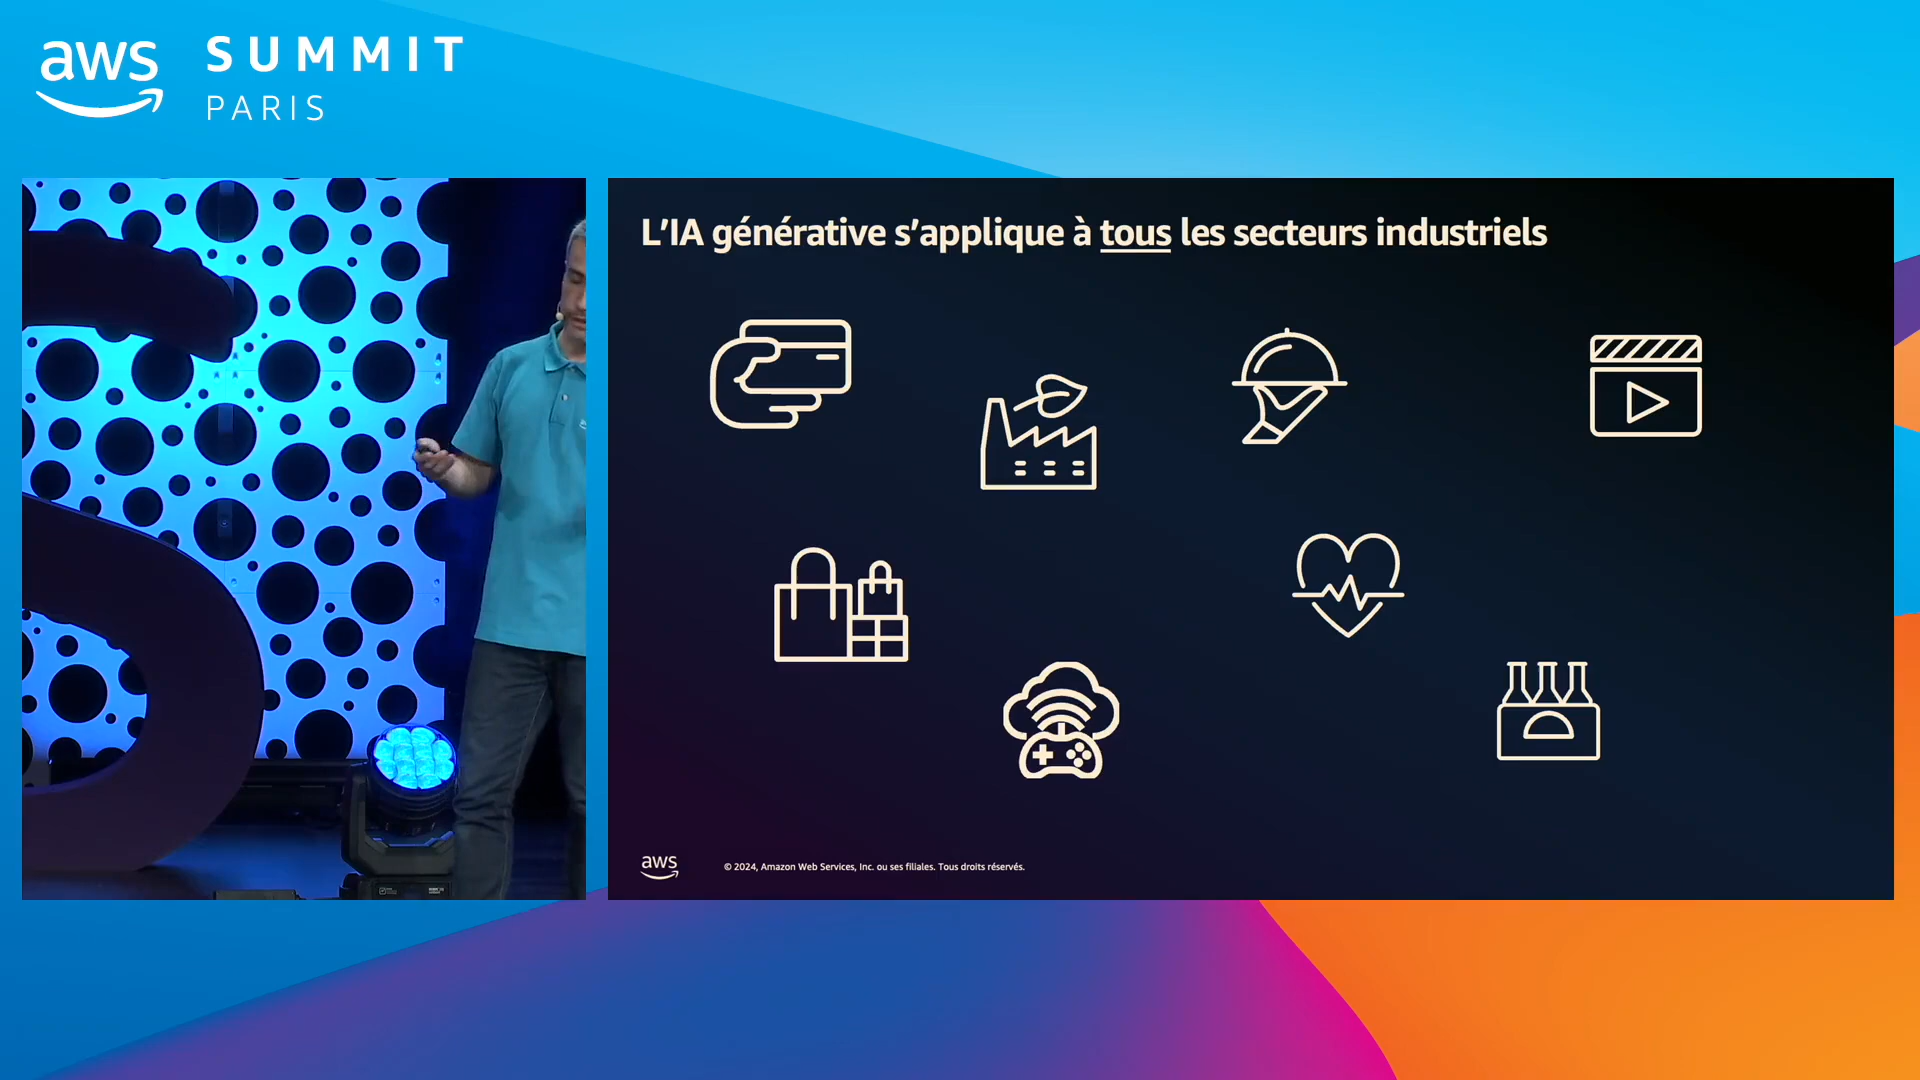 aws
SUMMIT
PARIS
L’IA générative s’applique à tous les secteurs industriels
aws
© 2024, Amazon Web Services, Inc. ou ses filiales. Tous droits réservés.